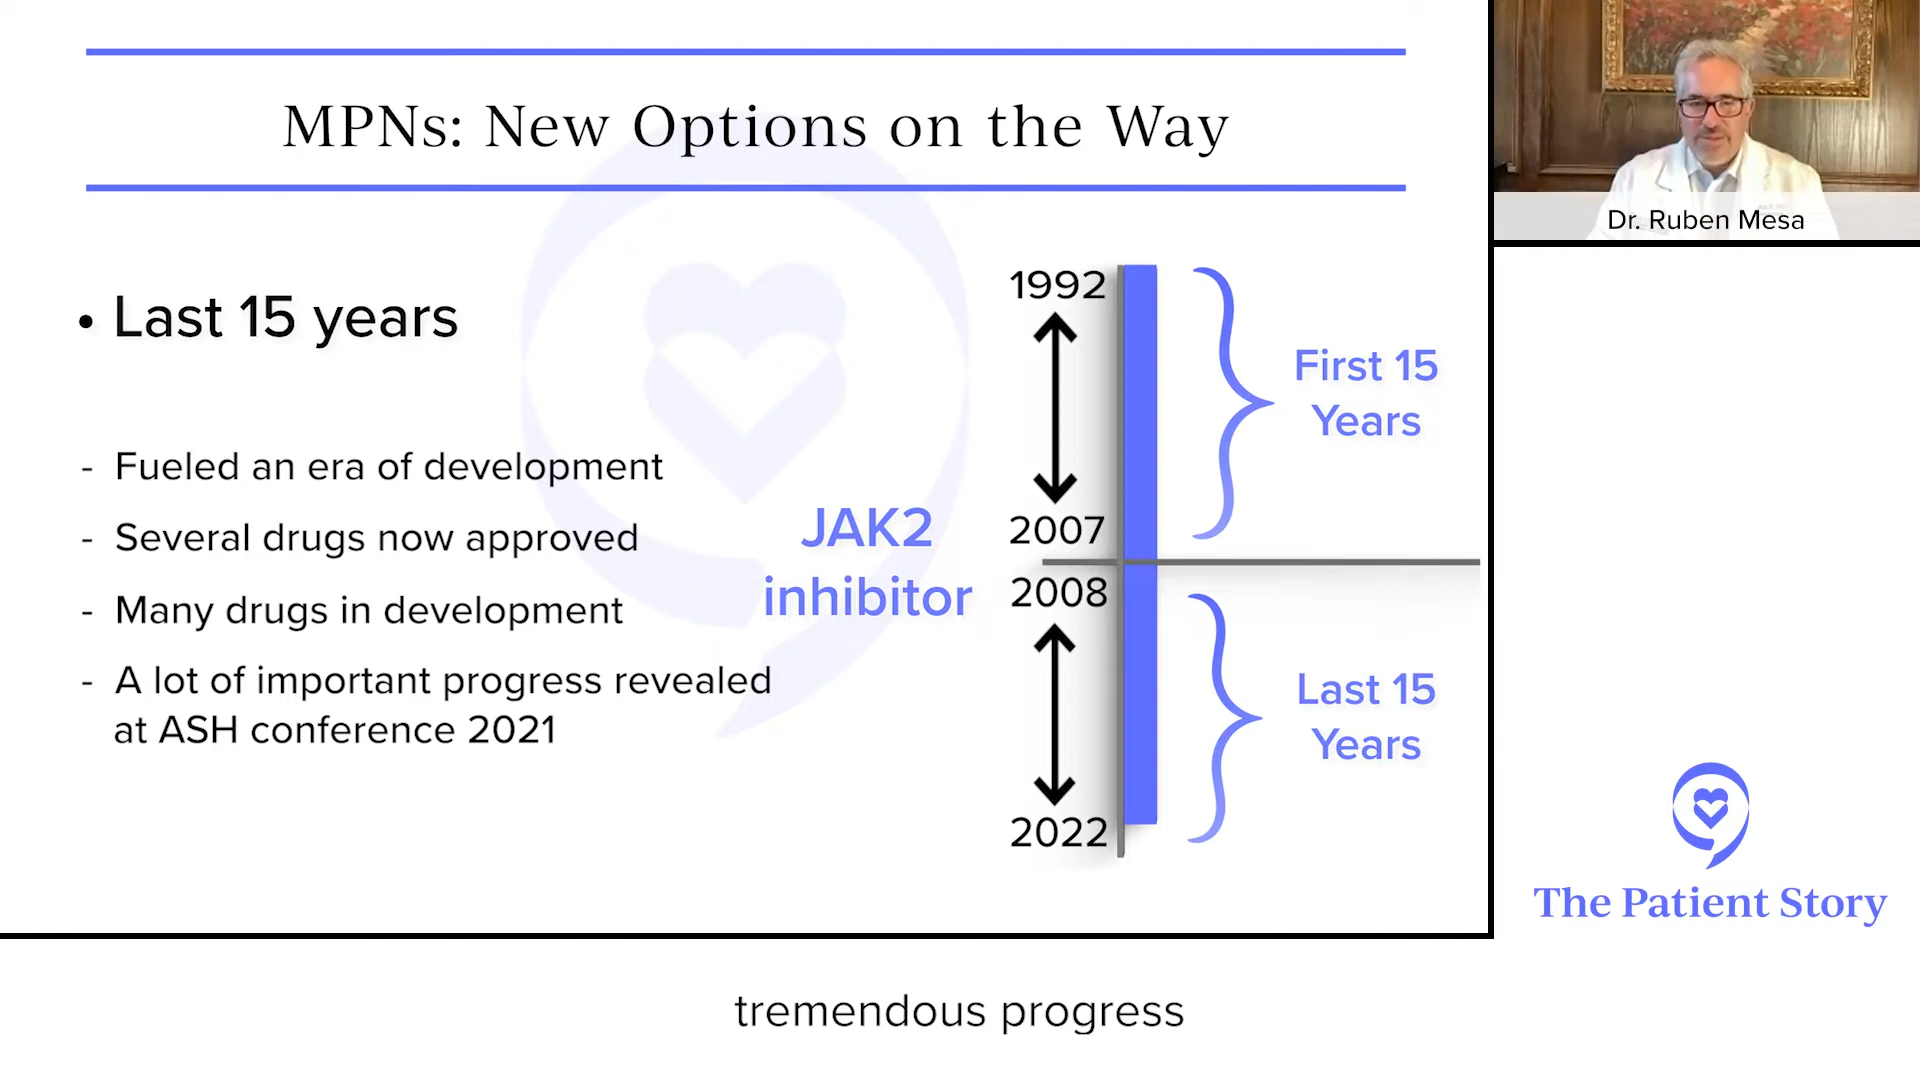 MPNs: New Options on the Way
• Last 15 years
- Fueled an era of development
- Several drugs now approved
- Many drugs in development
- A lot of important progress revealed
at ASH conference 2021
JAK2
inhibitor
1992
2007
2008
2022
First 15
Years
Last 15
Years
Dr. Ruben Mesa
The Patient Story
tremendous progress